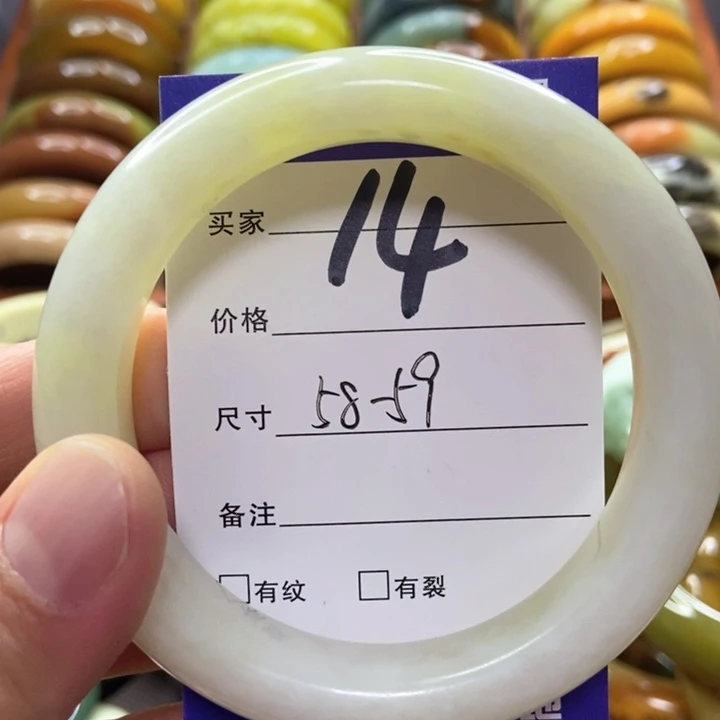 14
买家
价格
尺寸 58-59
备注
□有纹 □有裂